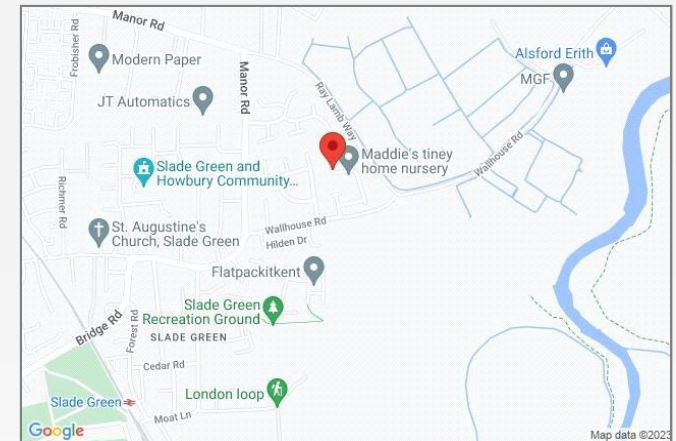 Manor Rd
Frobisher Rd
Modern Paper
Manor Rd
JT Automatics
Ray Lamb Way
Alsford Erith
MGF
Maddie's tiney
home nursery
Wallhouse Rd
Slade Green and
Howbury Community...
Richmer Rd
St. Augustine's
Church, Slade Green
Wallhouse Rd
Hilden Dr
Flatpackitkent
Slade Green
Recreation Ground
SLADE GREEN
Bridge Rd
Forest Rd
Cedar Rd
London loop
Slade Green
Moat Ln
Google
Map data ©2023